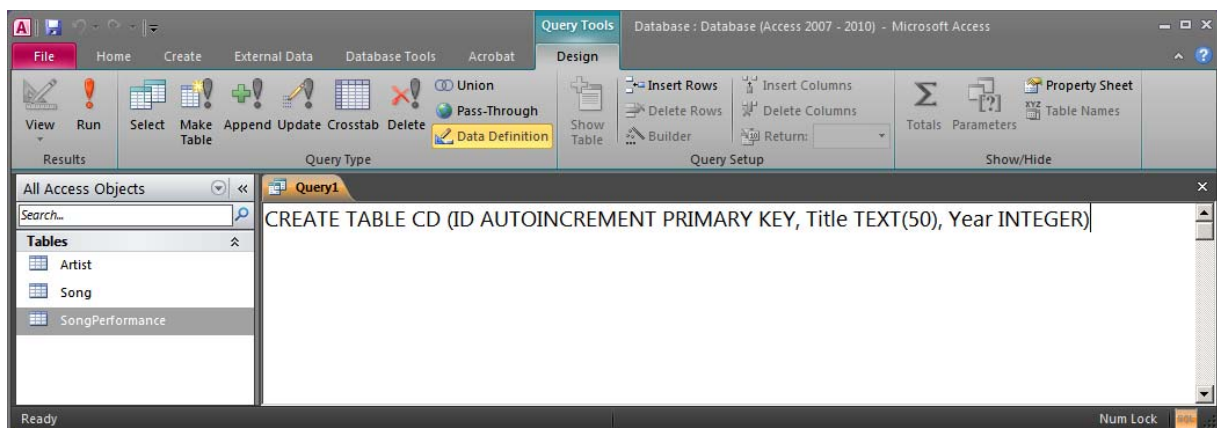 A
Query Tools
Database : Database (Access 2007 - 2010) - Microsoft Access
File Home Create External Data Database Tools Acrobat Design
View
Run
Results
Select
Make Table
Append
Update
Crosstab
Delete
Union
Pass-Through
Data Definition
Query Type
Show Table
Insert Rows
Delete Rows
Builder
Insert Columns
Delete Columns
Return:
Query Setup
Totals
Parameters
Property Sheet
Table Names
Show/Hide
All Access Objects
Search...
Tables
Artist
Song
SongPerformance
Query1
CREATE TABLE CD (ID AUTOINCREMENT PRIMARY KEY, Title TEXT(50), Year INTEGER)
Ready
Num Lock
SQL